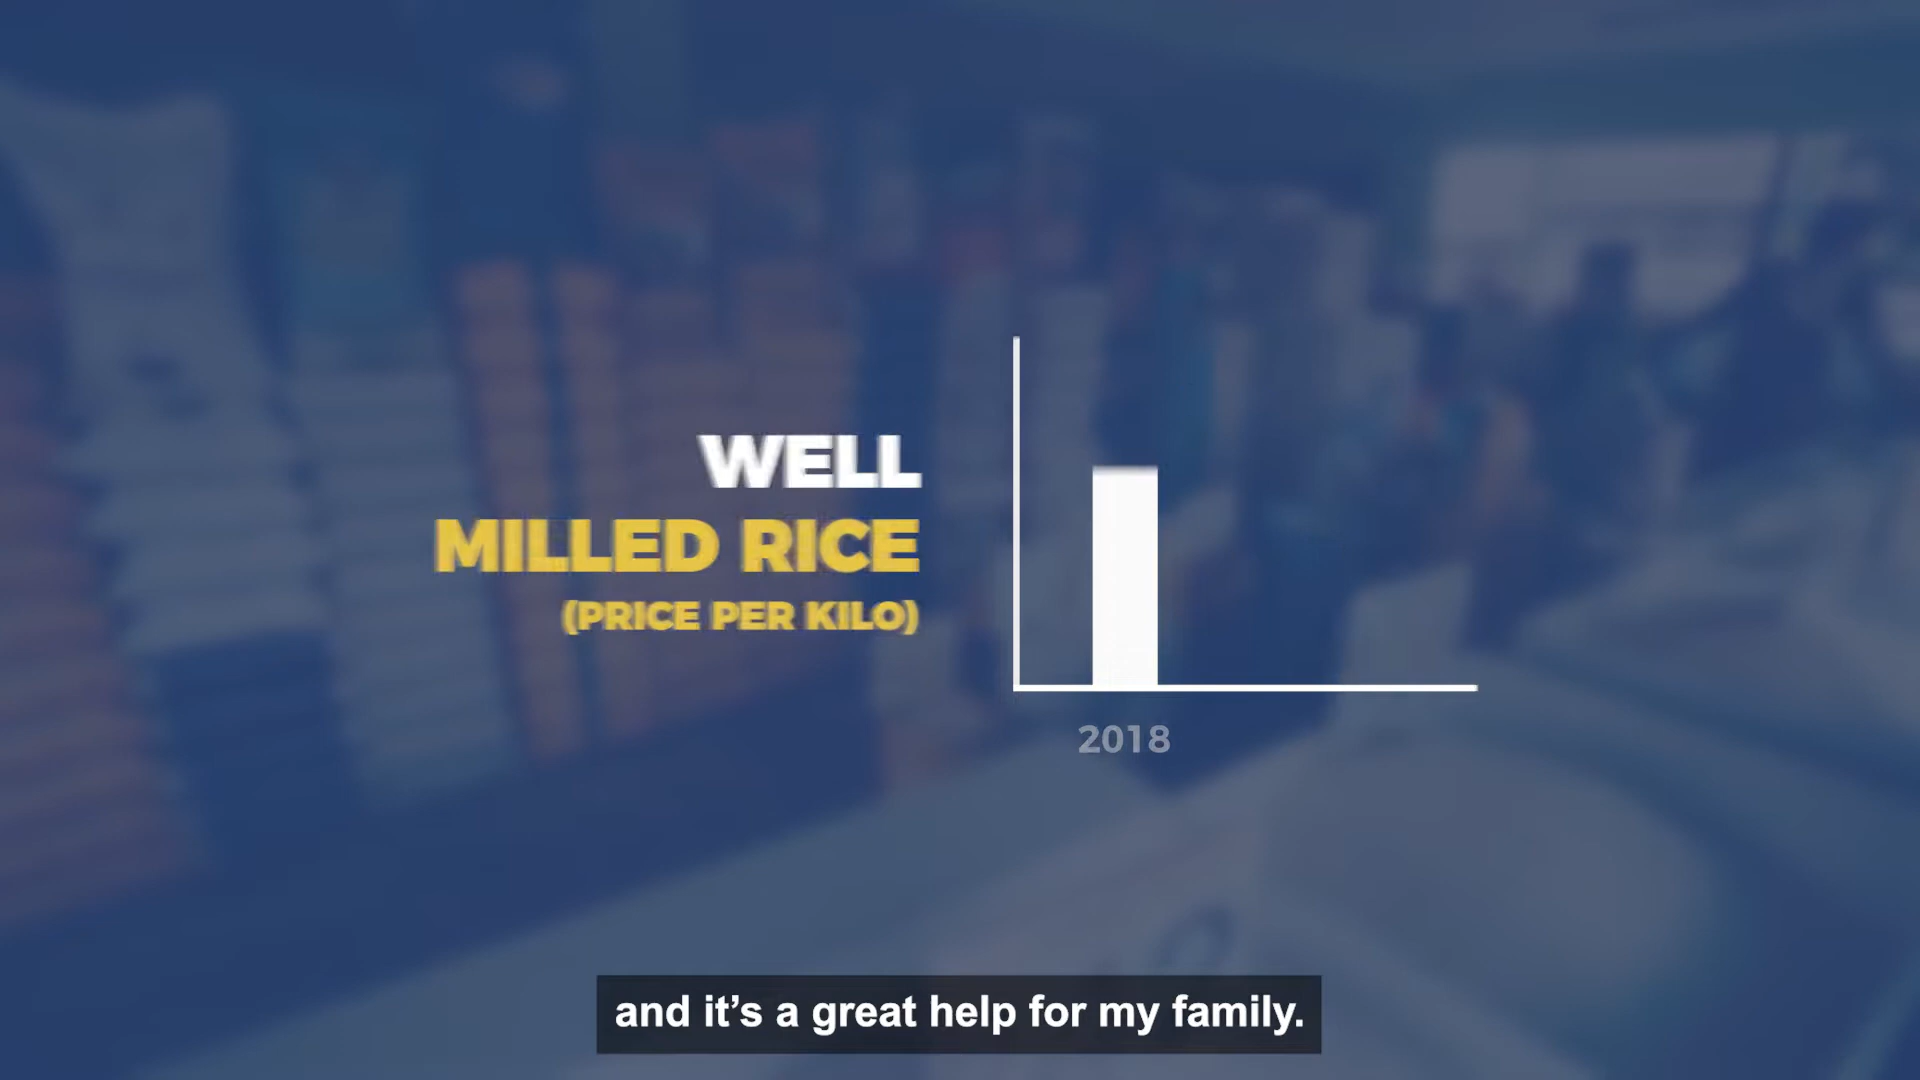 WELL
MILLED RICE
(PRICE PER KILO)
2018
and it’s a great help for my family.